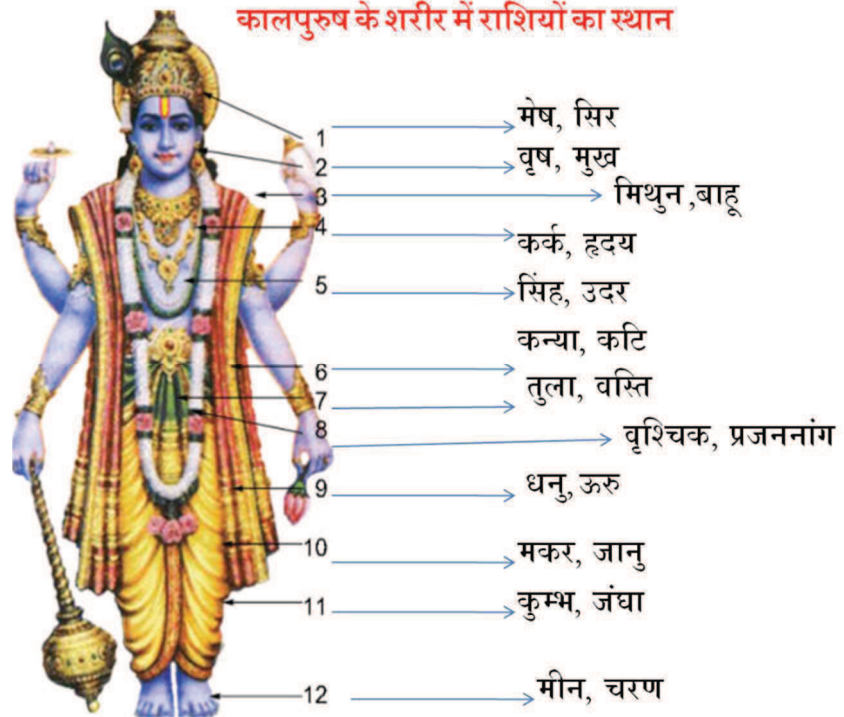 कालपुरुष के शरीर में राशियों का स्थान
1 मेष, सिर
2 वृष, मुख
3 मिथुन ,बाहू
4 कर्क, हृदय
5 सिंह, उदर
6 कन्या, कटि
7 तुला, वस्ति
8 वृश्चिक, प्रजननांग
9 धनु, ऊरु
10 मकर, जानु
11 कुम्भ, जंघा
12 मीन, चरण